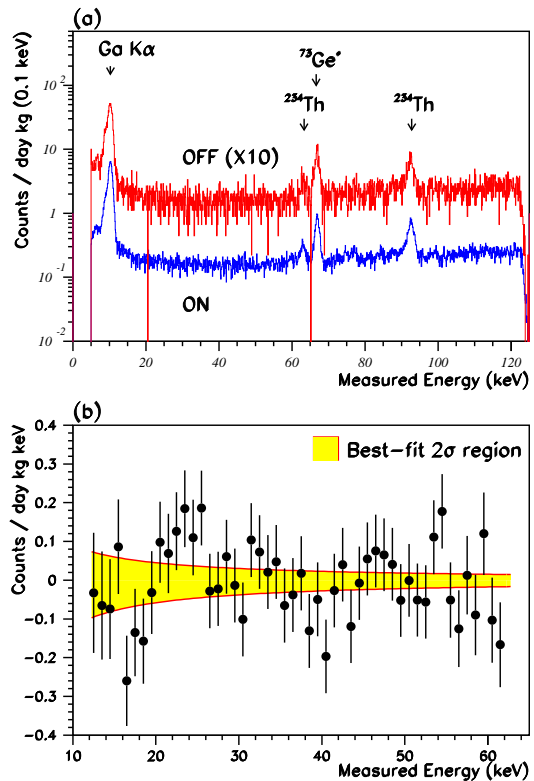 (a)
Counts / day kg (0.1 keV)
Ga Kα
⁷³Ge*
²³⁴Th
²³⁴Th
OFF (X10)
ON
10²
10
1
10⁻¹
10⁻²
0 20 40 60 80 100 120
Measured Energy (keV)
(b)
Counts / day kg keV
Best-fit 2σ region
0.4
0.3
0.2
0.1
0
-0.1
-0.2
-0.3
-0.4
10 20 30 40 50 60
Measured Energy (keV)